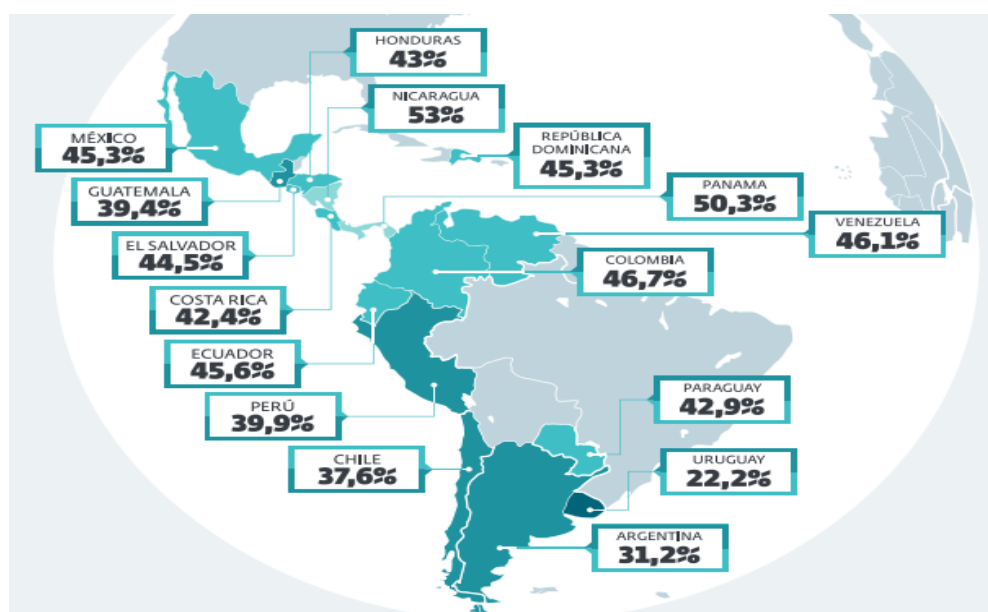 HONDURAS
43%
NICARAGUA
53%
MÉXICO
45,3%
REPÚBLICA
DOMINICANA
45,3%
GUATEMALA
39,4%
PANAMA
50,3%
VENEZUELA
46,1%
EL SALVADOR
44,5%
COLOMBIA
46,7%
COSTA RICA
42,4%
ECUADOR
45,6%
PERÚ
39,9%
PARAGUAY
42,9%
CHILE
37,6%
URUGUAY
22,2%
ARGENTINA
31,2%